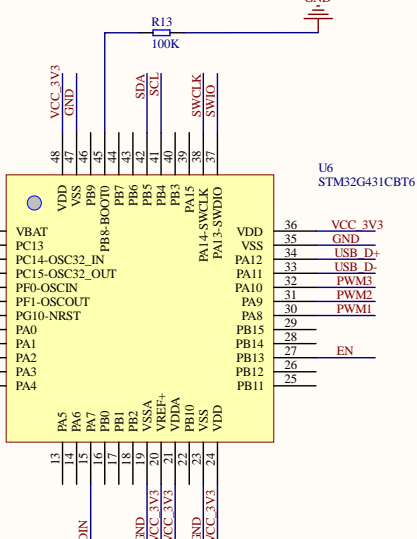 GND
R13
100K
VCC_3V3
GND
SDA
SCL
SWCLK
SWIO
48
47
46
45
44
43
42
41
40
39
38
37
U6
STM32G431CBT6
VDD
VSS
PB9
PB8-BOOT0
PB7
PB6
PB5
PB4
PB3
PA15
PA14-SWCLK
PA13-SWDIO
VBAT
PC13
PC14-OSC32_IN
PC15-OSC32_OUT
PF0-OSCIN
PF1-OSCOUT
PG10-NRST
PA0
PA1
PA2
PA3
PA4
VDD 36 VCC_3V3
VSS 35 GND
PA12 34 USB_D+
PA11 33 USB_D-
PA10 32 PWM3
PA9 31 PWM2
PA8 30 PWM1
PB15 29
PB14 28
PB13 27 EN
PB12 26
PB11 25
PA5
PA6
PA7
PB0
PB1
PB2
VSSA
VREF+
VDDA
PB10
VSS
VDD
13
14
15
16
17
18
19
20
21
22
23
24
DIN
GND
VCC_3V3
VCC_3V3
GND
VCC_3V3